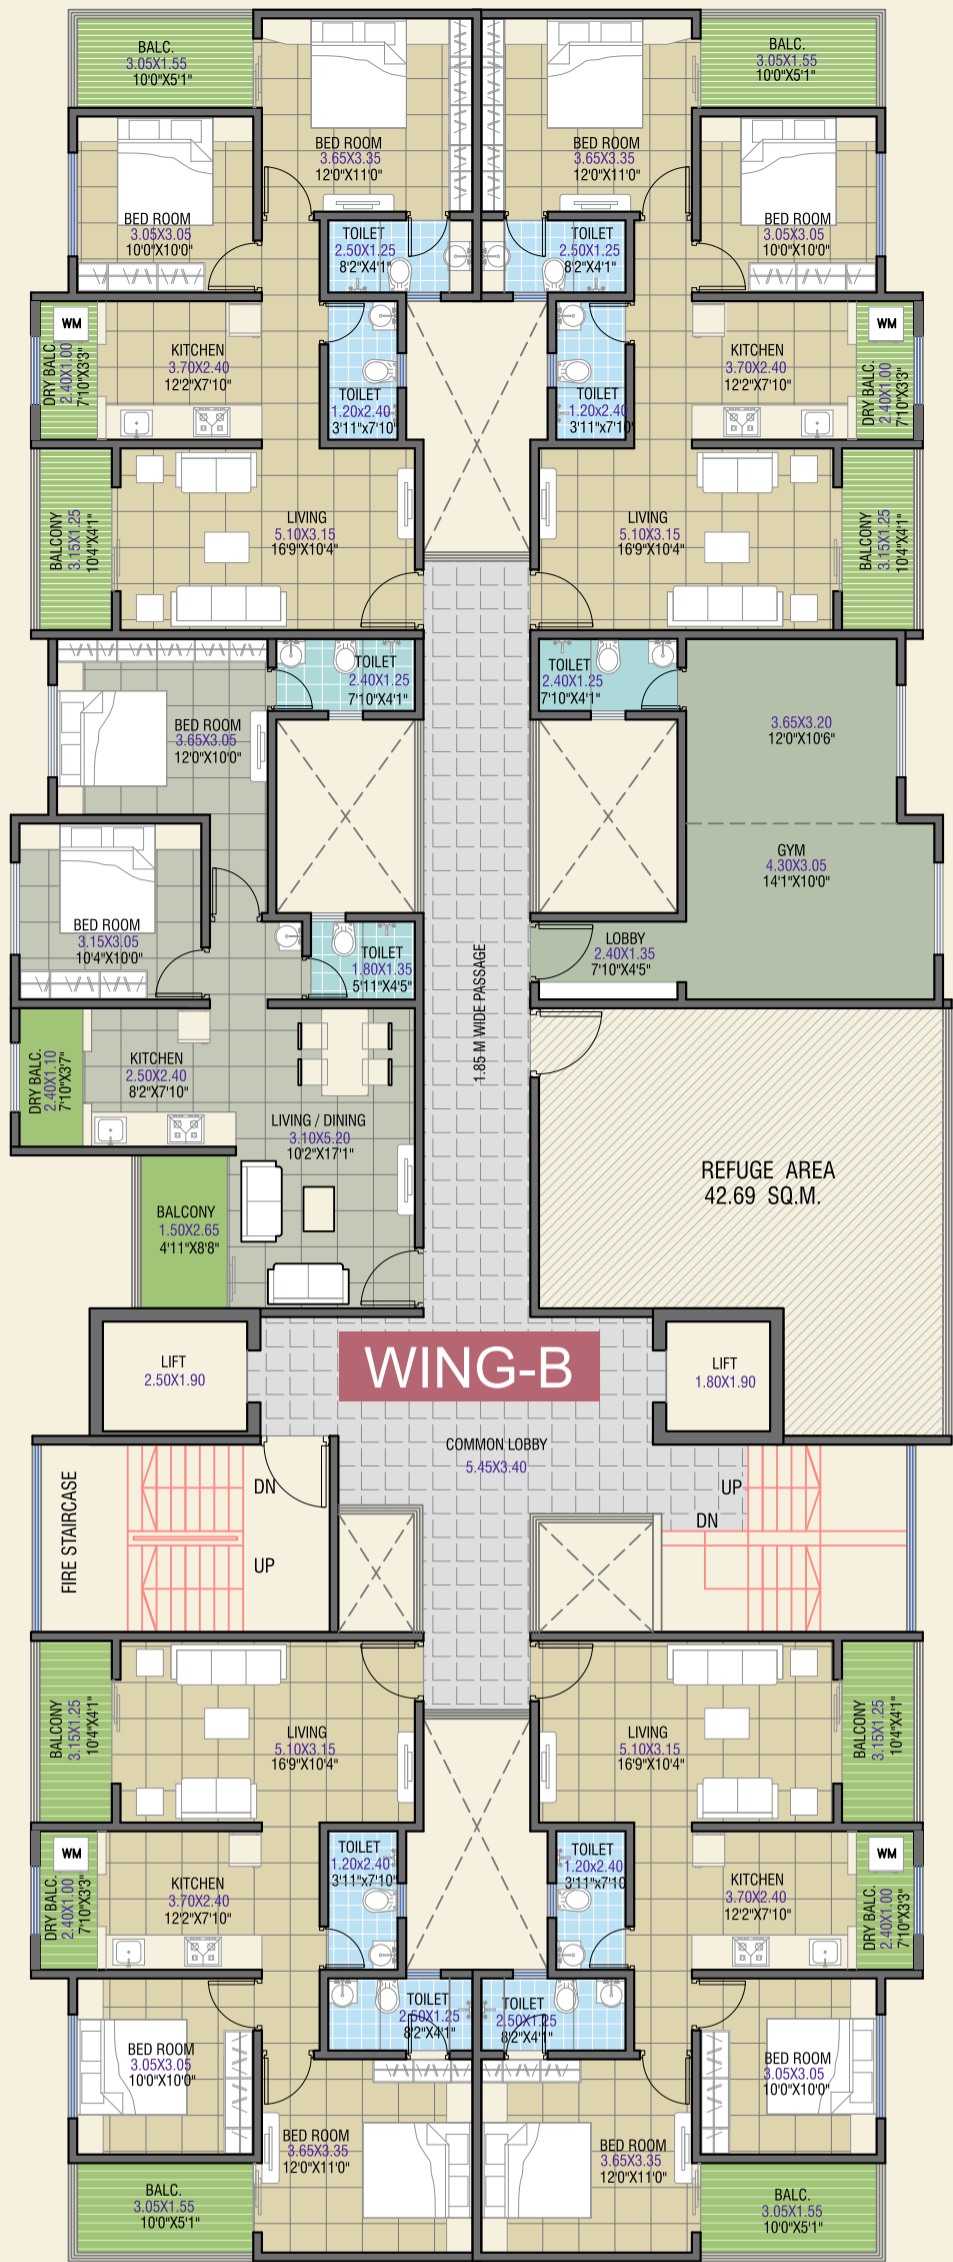 BALC.
3.05X1.55
10'0"X5'1"
BALC.
3.05X1.55
10'0"X5'1"
BED ROOM
3.65X3.35
12'0"X11'0"
BED ROOM
3.65X3.35
12'0"X11'0"
BED ROOM
3.05X3.05
10'0"X10'0"
BED ROOM
3.05X3.05
10'0"X10'0"
TOILET
2.50X1.25
8'2"X4'1"
TOILET
2.50X1.25
8'2"X4'1"
WM
DRY BALC.
2.40X1.00
7'10"X3'3"
KITCHEN
3.70X2.40
12'2"X7'10"
TOILET
1.20x2.40
3'11"x7'10"
TOILET
1.20x2.40
3'11"x7'10"
KITCHEN
3.70X2.40
12'2"X7'10"
WM
DRY BALC.
2.40X1.00
7'10"X3'3"
BALCONY
3.15X1.25
10'4"X4'1"
LIVING
5.10X3.15
16'9"X10'4"
LIVING
5.10X3.15
16'9"X10'4"
BALCONY
3.15X1.25
10'4"X4'1"
TOILET
2.40X1.25
7'10"X4'1"
TOILET
2.40X1.25
7'10"X4'1"
BED ROOM
3.65X3.05
12'0"X10'0"
3.65X3.20
12'0"X10'6"
GYM
4.30X3.05
14'1"X10'0"
BED ROOM
3.15X3.05
10'4"X10'0"
TOILET
1.80X1.35
5'11"X4'5"
LOBBY
2.40X1.35
7'10"X4'5"
1.85 M WIDE PASSAGE
DRY BALC.
2.40X1.10
7'10"X3'7"
KITCHEN
2.50X2.40
8'2"X7'10"
LIVING / DINING
3.10X5.20
10'2"X17'1"
REFUGE AREA
42.69 SQ.M.
BALCONY
1.50X2.65
4'11"X8'8"
LIFT
2.50X1.90
WING-B
LIFT
1.80X1.90
COMMON LOBBY
5.45X3.40
FIRE STAIRCASE
DN
UP
UP
DN
BALCONY
3.15X1.25
10'4"X4'1"
LIVING
5.10X3.15
16'9"X10'4"
LIVING
5.10X3.15
16'9"X10'4"
BALCONY
3.15X1.25
10'4"X4'1"
WM
DRY BALC.
2.40X1.00
7'10"X3'3"
KITCHEN
3.70X2.40
12'2"X7'10"
TOILET
1.20x2.40
3'11"x7'10"
TOILET
1.20x2.40
3'11"x7'10
KITCHEN
3.70X2.40
12'2"X7'10"
WM
DRY BALC.
2.40X1.00
7'10"X3'3"
TOILET
2.50X1.25
8'2"X4'1"
TOILET
2.50X1.25
8'2"X4'1"
BED ROOM
3.05X3.05
10'0"X10'0"
BED ROOM
3.05X3.05
10'0"X10'0"
BED ROOM
3.65X3.35
12'0"X11'0"
BED ROOM
3.65X3.35
12'0"X11'0"
BALC.
3.05X1.55
10'0"X5'1"
BALC.
3.05X1.55
10'0"X5'1"